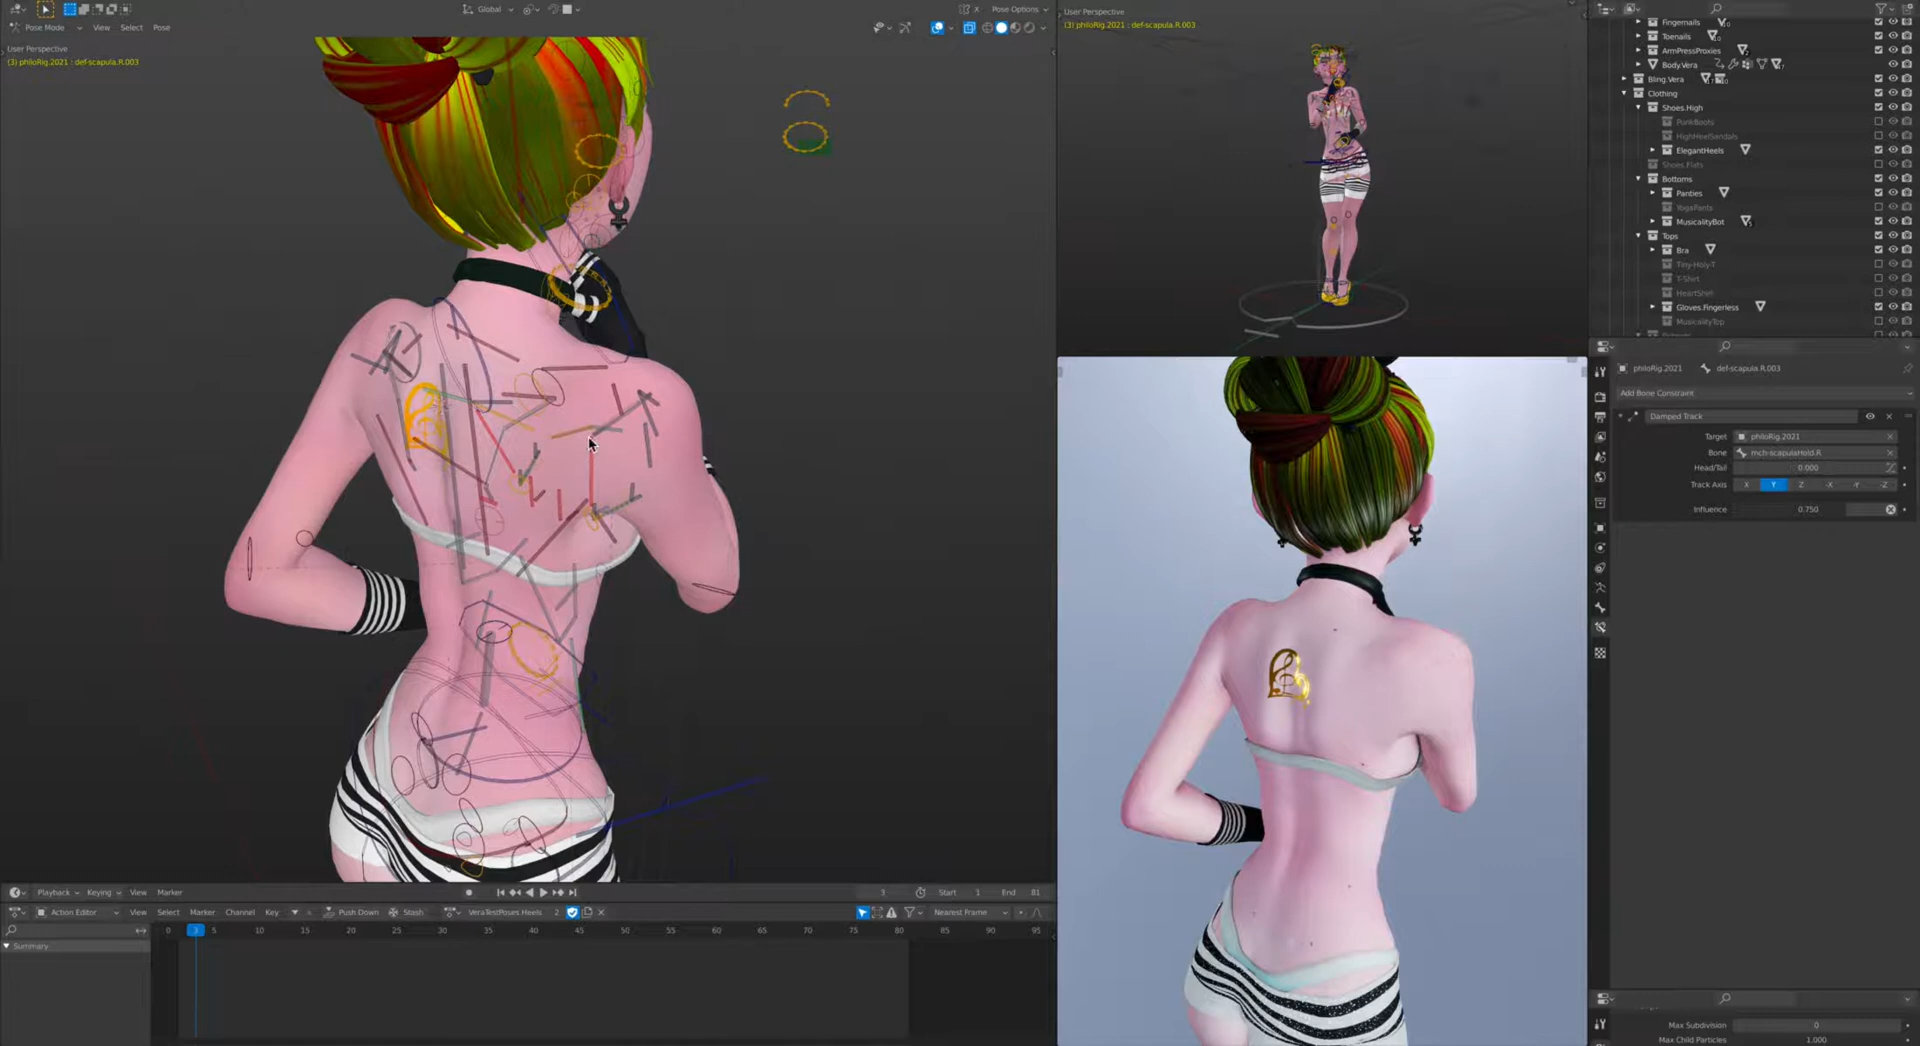 Global
Pose Options
Pose Mode
View
Select
Pose
User Perspective
(3) philoRig.2021 : def-scapula.R.003
User Perspective
(3) philoRig.2021 : def-scapula.R.003
Fingernails
Toenails
ArmPressProxies
Body.Vera
Bling.Vera
Clothing
Shoes.High
PunkBoots
HighHeelSandals
ElegantHeels
Shoes.Flats
Bottoms
Panties
YogaPants
MusicalityBot
Tops
Bra
Tiny-Holy-T
T-Shirt
HeartShell
Gloves.Fingerless
MusicalityTop
philoRig.2021
def-scapula.R.003
Add Bone Constraint
Damped Track
Target
philoRig.2021
Bone
mch-scapulaHold.R
Head/Tail
0.000
Track Axis
X
Y
Z
-X
-Y
-Z
Influence
0.750
Playback
Keying
View
Marker
3
Start
1
End
81
Action Editor
View
Select
Marker
Channel
Key
Push Down
Stash
VeraTestPoses.Heels
2
Nearest Frame
0
3
5
10
15
20
25
30
35
40
45
50
55
60
65
70
75
80
85
90
95
Summary
Max Subdivision
0
Max Child Particles
1.000